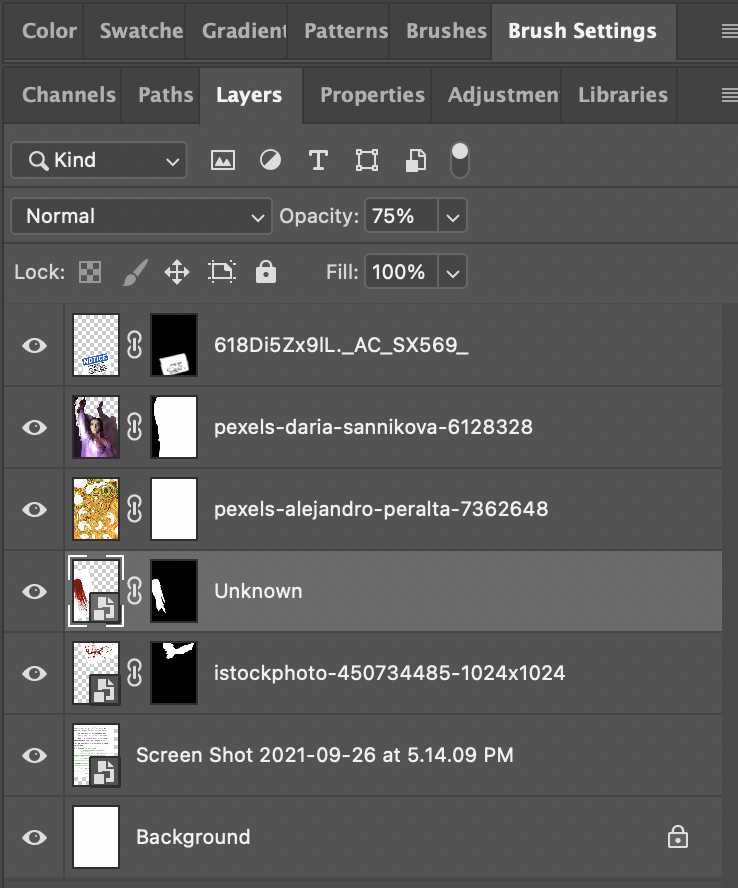 Color Swatche Gradient Patterns Brushes Brush Settings
Channels Paths Layers Properties Adjustmen Libraries
Kind
Normal Opacity: 75%
Lock: Fill: 100%
NOTICE
618Di5Zx9lL._AC_SX569_
pexels-daria-sannikova-6128328
pexels-alejandro-peralta-7362648
Unknown
istockphoto-450734485-1024x1024
Screen Shot 2021-09-26 at 5.14.09 PM
Background